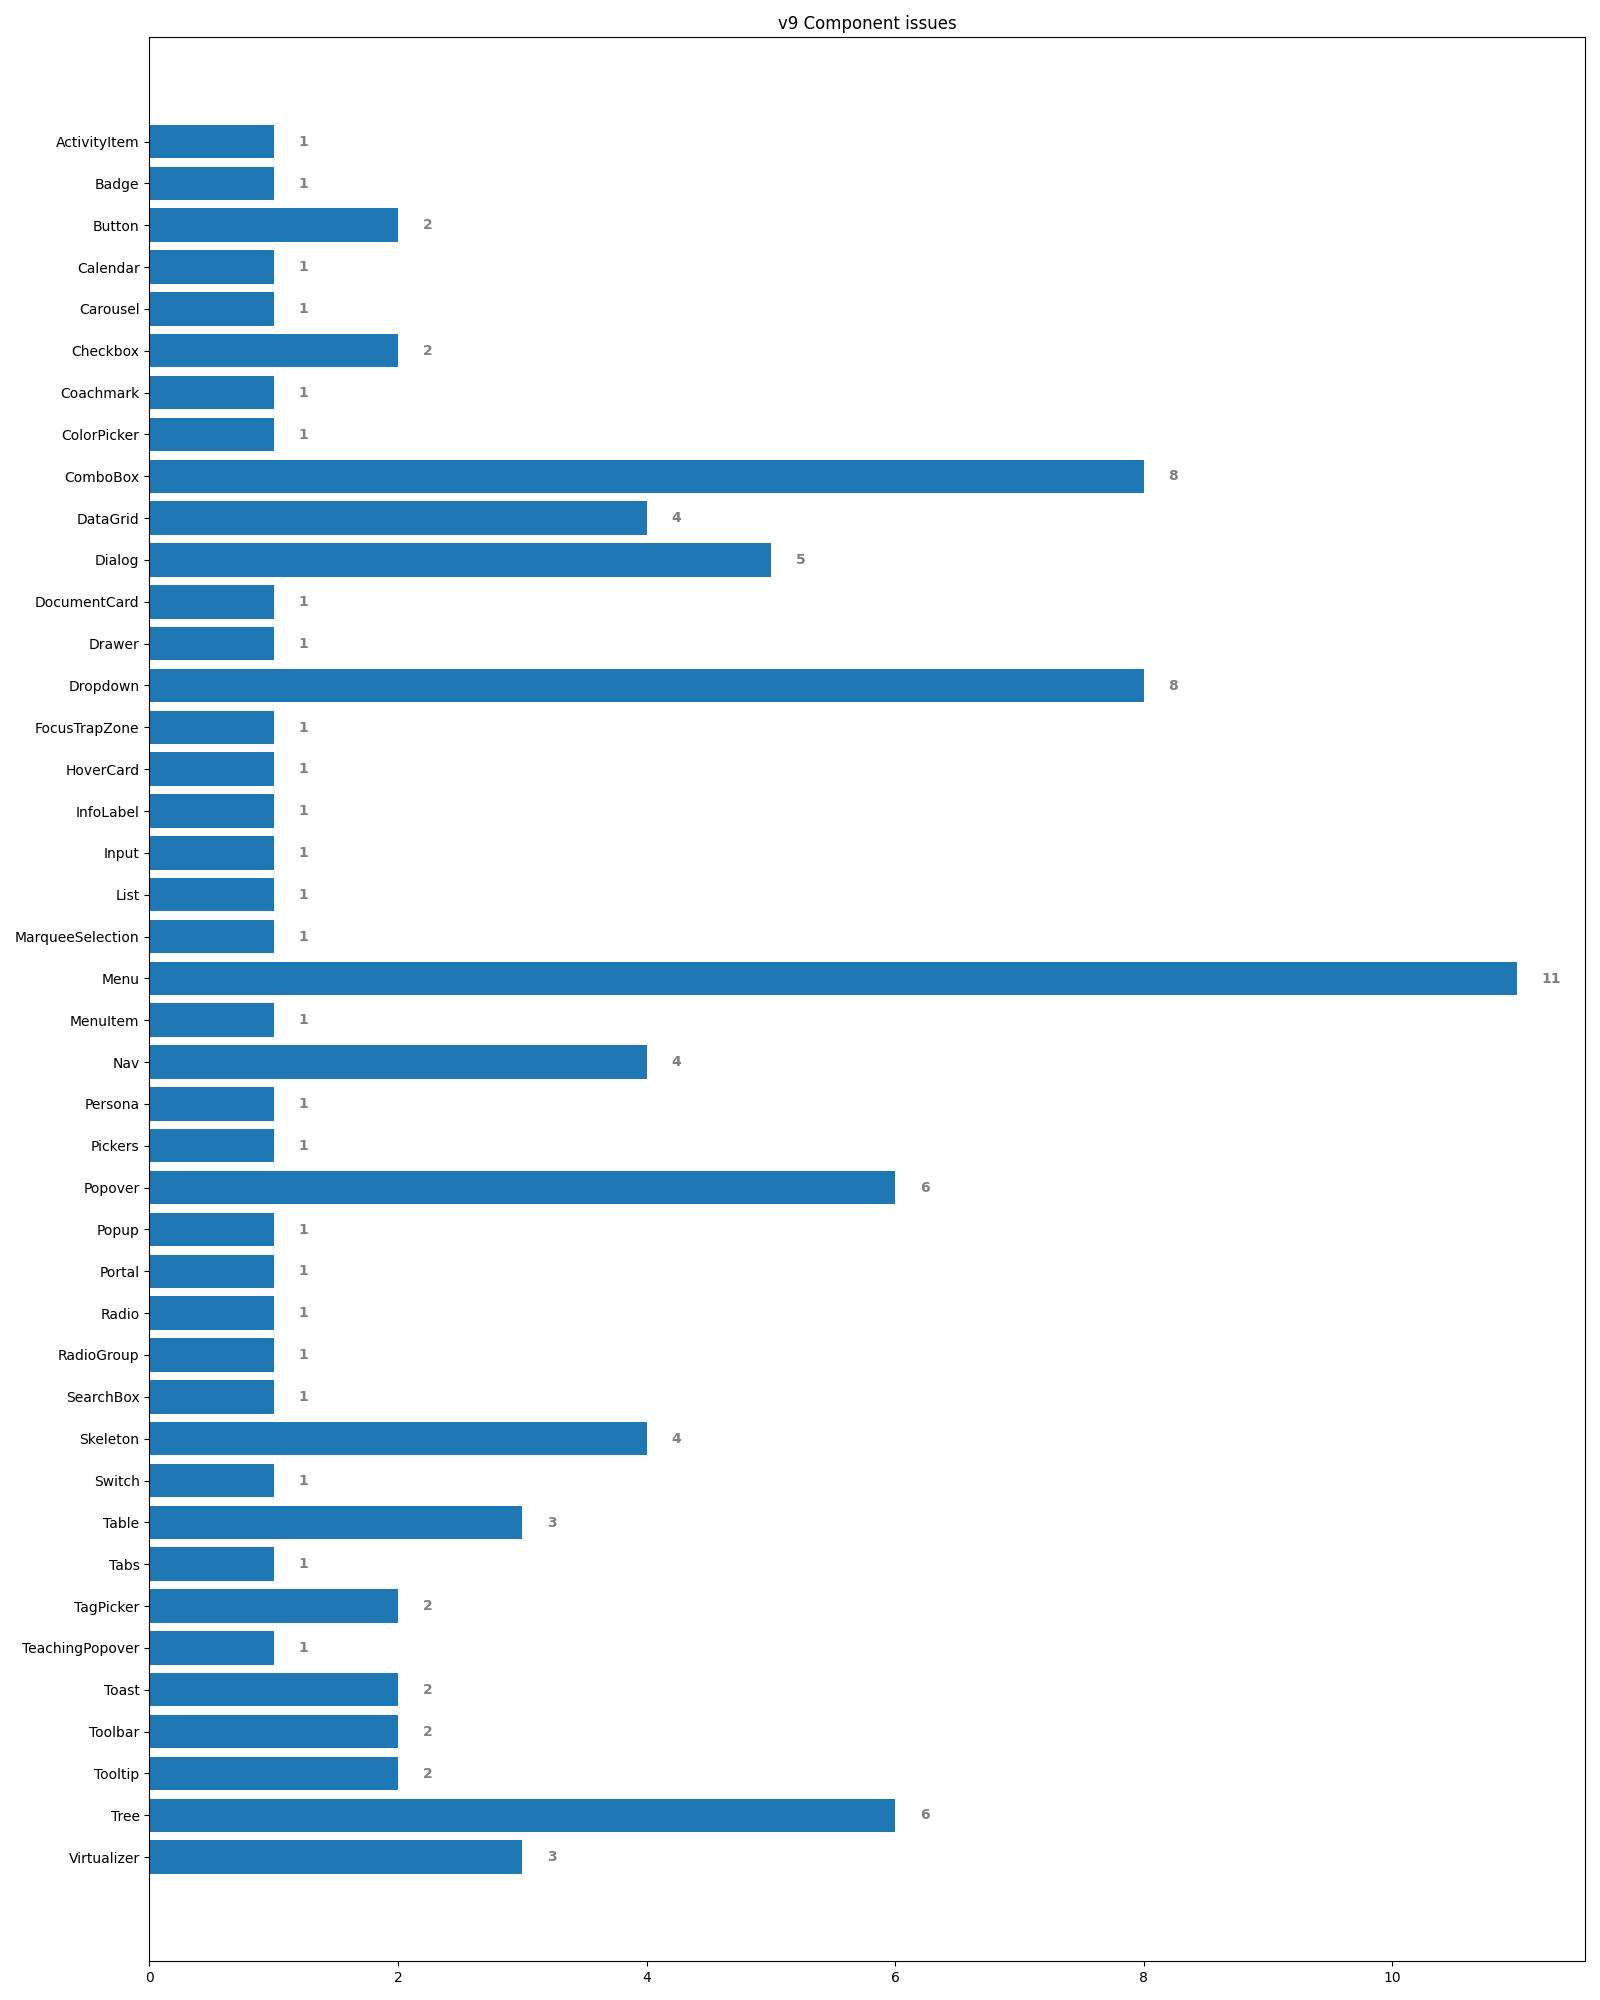 v9 Component issues
ActivityItem 1
Badge 1
Button 2
Calendar 1
Carousel 1
Checkbox 2
Coachmark 1
ColorPicker 1
ComboBox 8
DataGrid 4
Dialog 5
DocumentCard 1
Drawer 1
Dropdown 8
FocusTrapZone 1
HoverCard 1
InfoLabel 1
Input 1
List 1
MarqueeSelection 1
Menu 11
MenuItem 1
Nav 4
Persona 1
Pickers 1
Popover 6
Popup 1
Portal 1
Radio 1
RadioGroup 1
SearchBox 1
Skeleton 4
Switch 1
Table 3
Tabs 1
TagPicker 2
TeachingPopover 1
Toast 2
Toolbar 2
Tooltip 2
Tree 6
Virtualizer 3
0 2 4 6 8 10